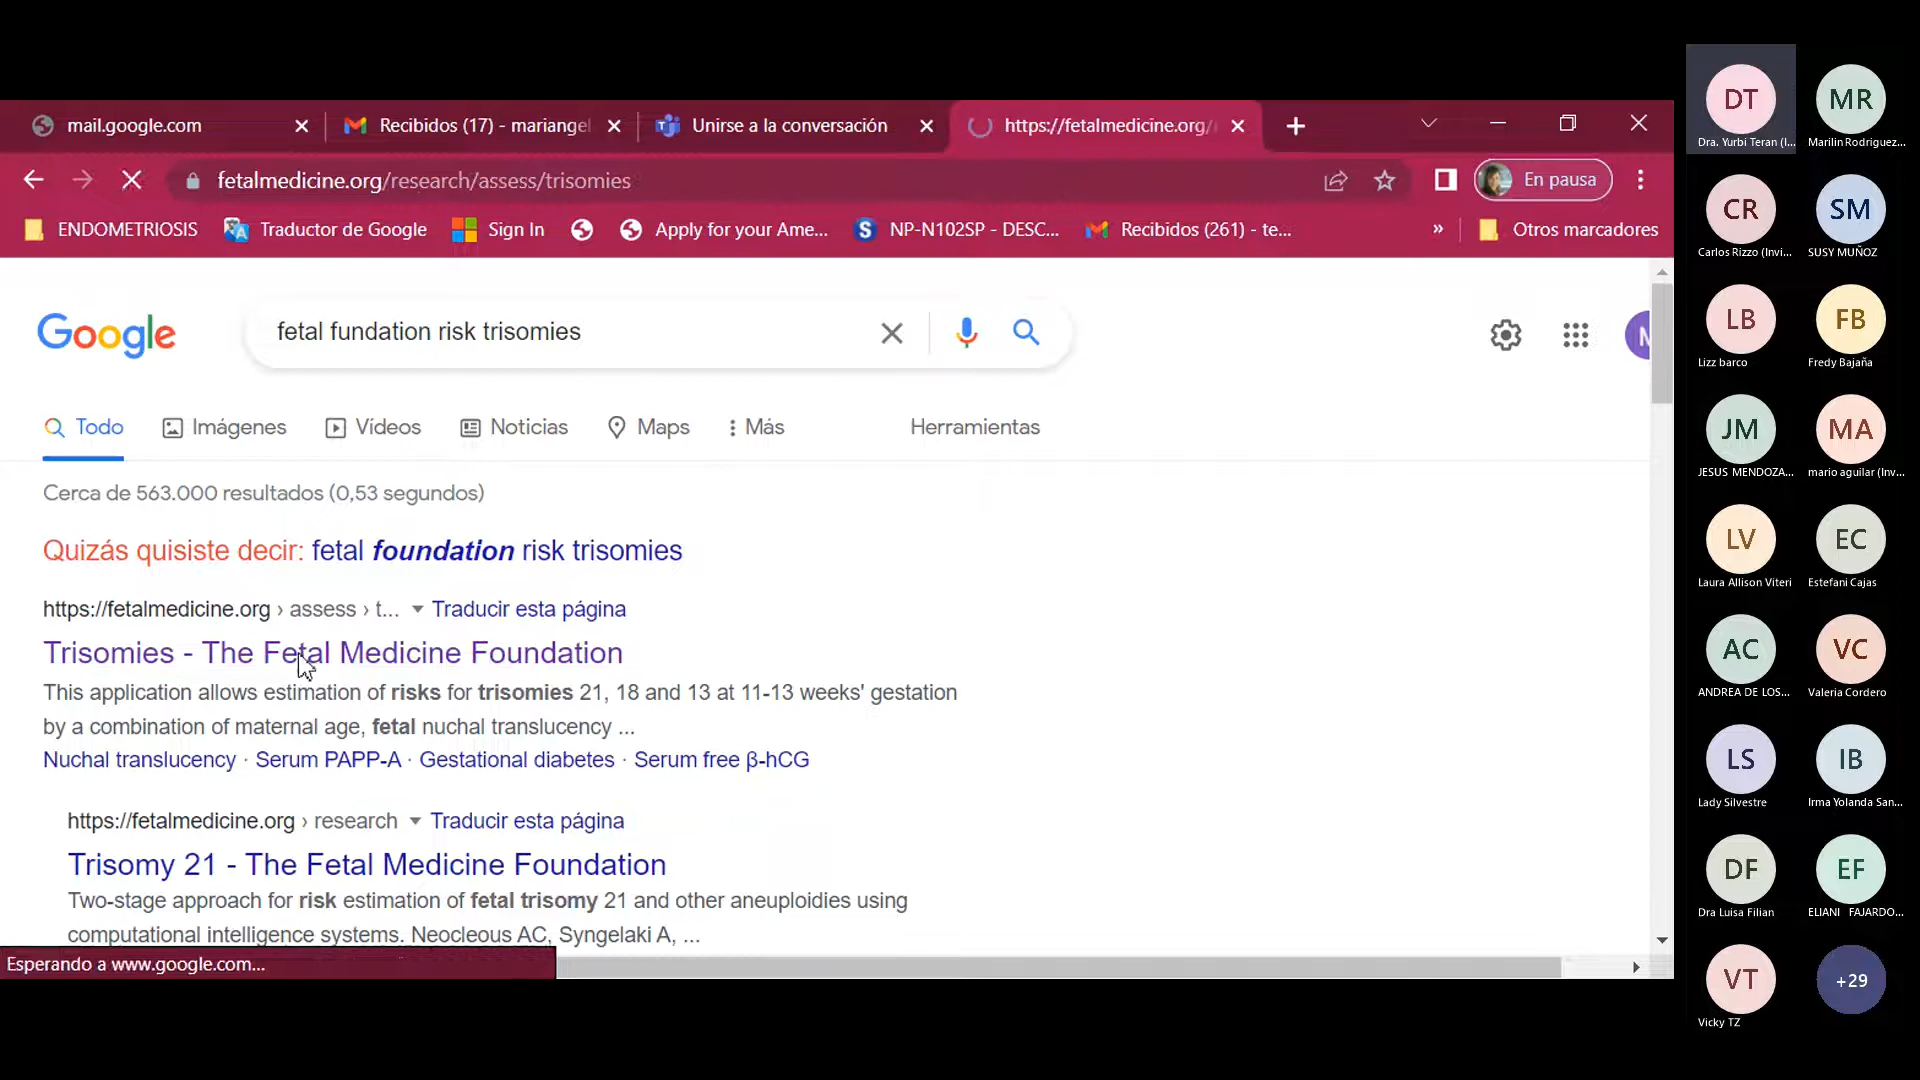 mail.google.com
Recibidos (17) - mariangel
Unirse a la conversación
https://fetalmedicine.org/
fetalmedicine.org/research/assess/trisomies
En pausa
ENDOMETRIOSIS
Traductor de Google
Sign In
Apply for your Ame...
NP-N102SP - DESC...
Recibidos (261) - te...
»
Otros marcadores
Google
fetal fundation risk trisomies
Todo
Imágenes
Vídeos
Noticias
Maps
Más
Herramientas
Cerca de 563.000 resultados (0,53 segundos)
Quizás quisiste decir: fetal foundation risk trisomies
https://fetalmedicine.org › assess › t... Traducir esta página
Trisomies - The Fetal Medicine Foundation
This application allows estimation of risks for trisomies 21, 18 and 13 at 11-13 weeks' gestation
by a combination of maternal age, fetal nuchal translucency ...
Nuchal translucency · Serum PAPP-A · Gestational diabetes · Serum free β-hCG
https://fetalmedicine.org › research Traducir esta página
Trisomy 21 - The Fetal Medicine Foundation
Two-stage approach for risk estimation of fetal trisomy 21 and other aneuploidies using
computational intelligence systems. Neocleous AC, Syngelaki A, ...
Esperando a www.google.com...
DT
Dra. Yurbi Teran (I...
MR
Marilin Rodriguez...
CR
Carlos Rizzo (Invi...
SM
SUSY MUÑOZ
LB
Lizz barco
FB
Fredy Bajaña
JM
JESUS MENDOZA...
MA
mario aguilar (Inv...
LV
Laura Allison Viteri
EC
Estefani Cajas
AC
ANDREA DE LOS...
VC
Valeria Cordero
LS
Lady Silvestre
IB
Irma Yolanda San...
DF
Dra Luisa Filian
EF
ELIANI FAJARDO...
VT
Vicky TZ
+29